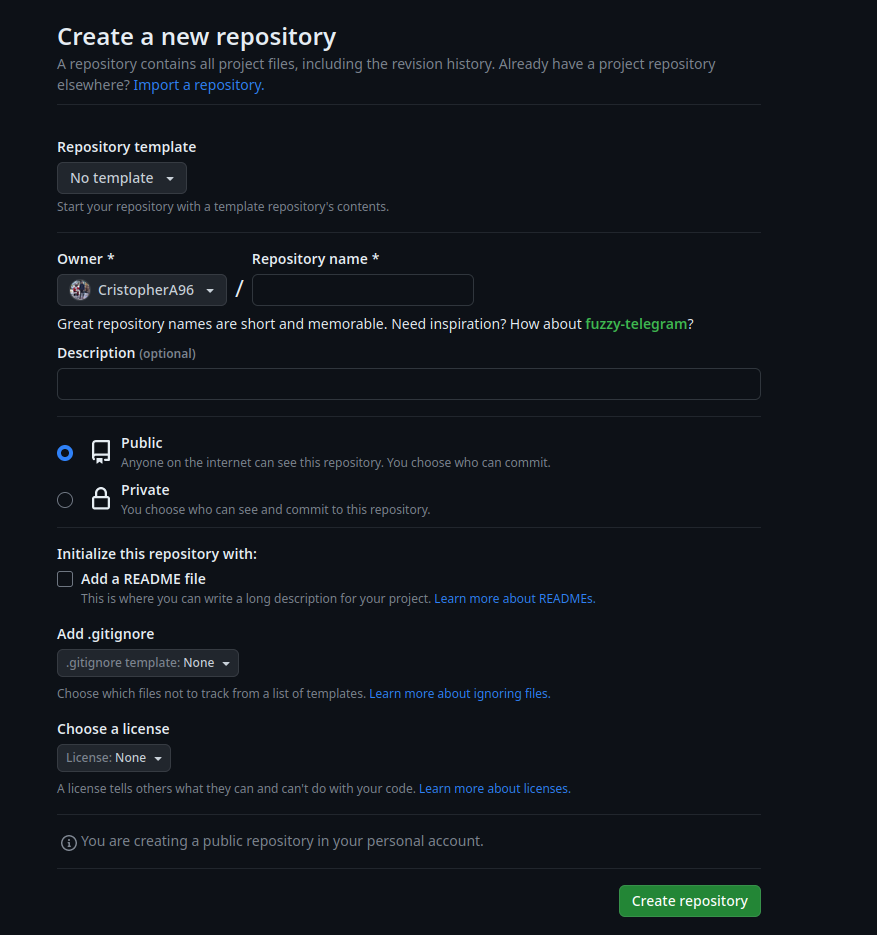 Create a new repository
A repository contains all project files, including the revision history. Already have a project repository
elsewhere? Import a repository.
Repository template
No template
Start your repository with a template repository's contents.
Owner *
Repository name *
CristopherA96
/
Great repository names are short and memorable. Need inspiration? How about fuzzy-telegram?
Description (optional)
Public
Anyone on the internet can see this repository. You choose who can commit.
Private
You choose who can see and commit to this repository.
Initialize this repository with:
Add a README file
This is where you can write a long description for your project. Learn more about READMEs.
Add .gitignore
.gitignore template: None
Choose which files not to track from a list of templates. Learn more about ignoring files.
Choose a license
License: None
A license tells others what they can and can't do with your code. Learn more about licenses.
You are creating a public repository in your personal account.
Create repository